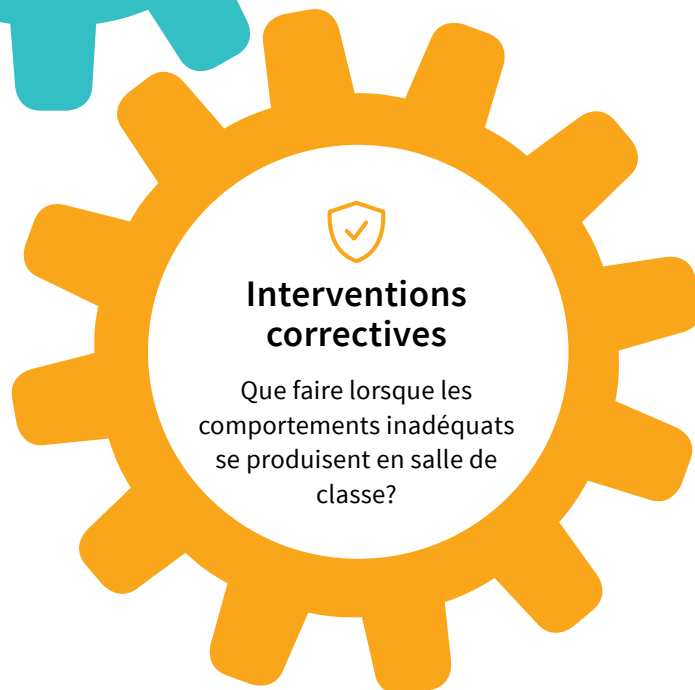 Interventions
correctives
Que faire lorsque les
comportements inadéquats
se produisent en salle de
classe?